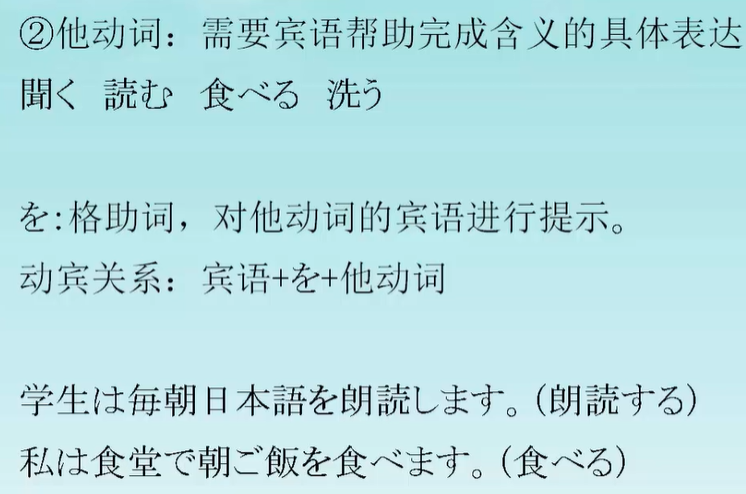 ②他动词：需要宾语帮助完成含义的具体表达
聞く 読む 食べる 洗う
を:格助词，对他动词的宾语进行提示。
动宾关系：宾语+を+他动词
学生は毎朝日本語を朗読します。(朗読する)
私は食堂で朝ご飯を食べます。(食べる)